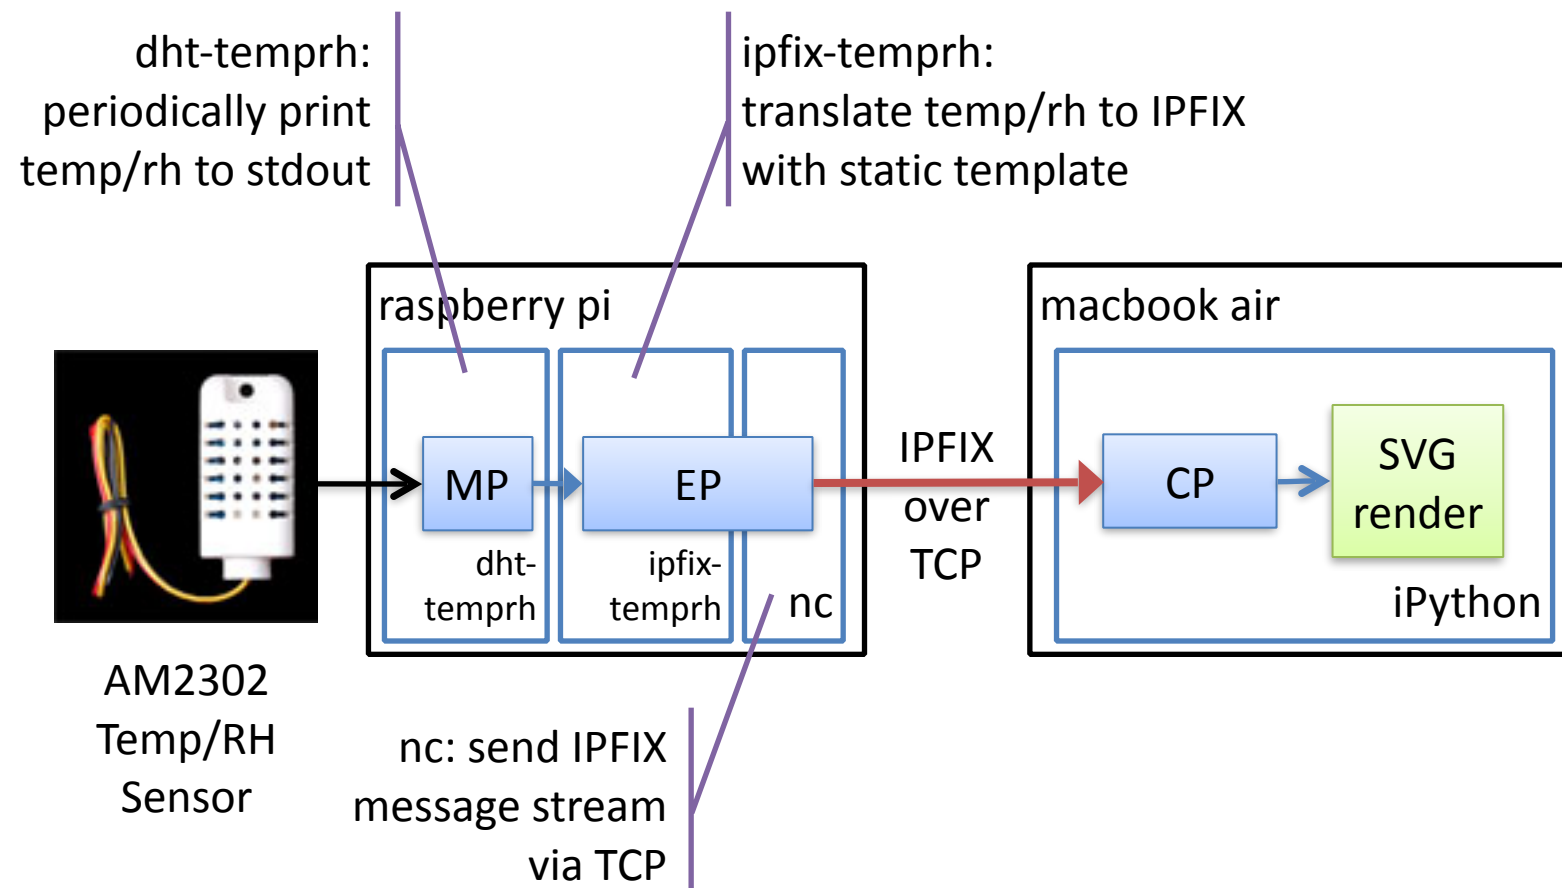 dht-temprh:
periodically print
temp/rh to stdout
ipfix-temprh:
translate temp/rh to IPFIX
with static template
raspberry pi
macbook air
MP
EP
IPFIX
over
TCP
CP
SVG
render
dht-
temprh
ipfix-
temprh
nc
iPython
AM2302
Temp/RH
Sensor
nc: send IPFIX
message stream
via TCP